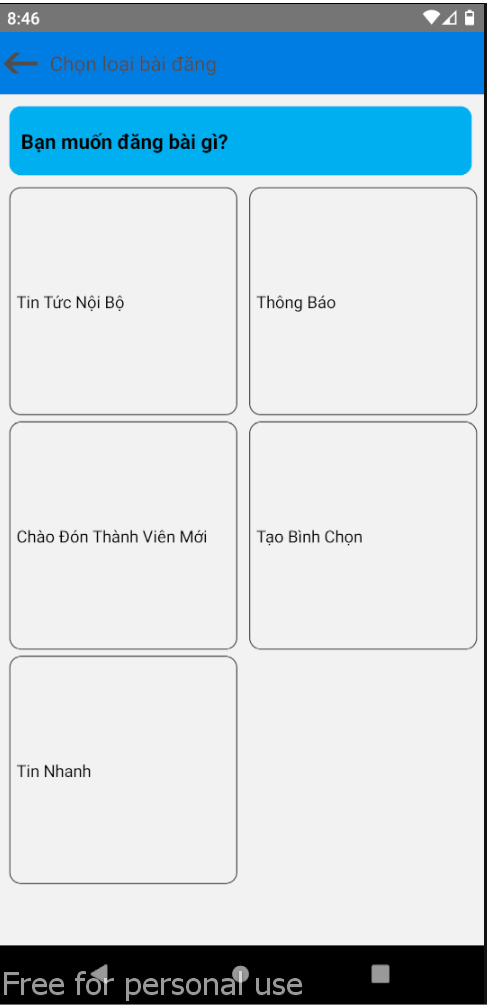 8:46
Chọn loại bài đăng
Bạn muốn đăng bài gì?
Tin Tức Nội Bộ
Thông Báo
Chào Đón Thành Viên Mới
Tạo Bình Chọn
Tin Nhanh
Free for personal use